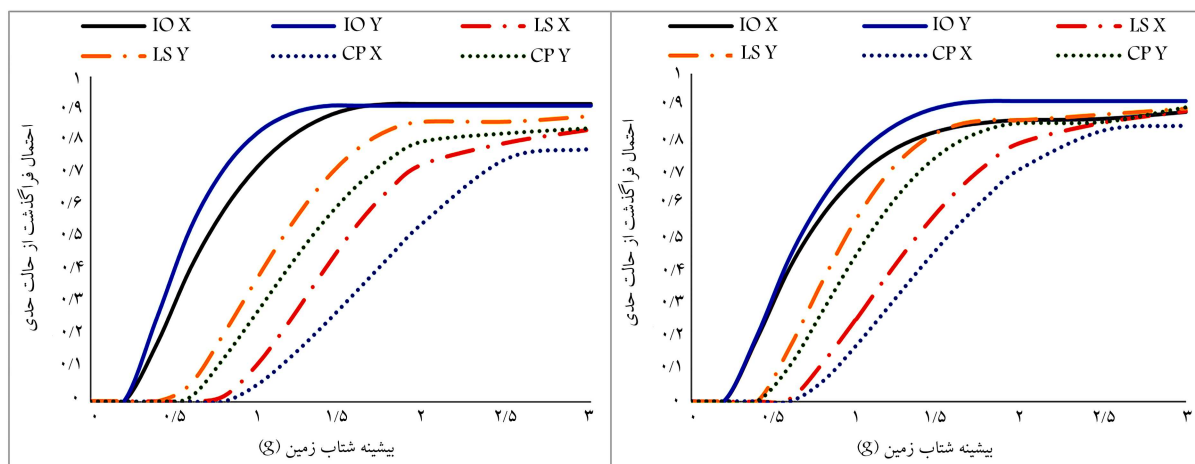 IO X IO Y LS X
LS Y CP X CP Y
۱
۰/۹
۰/۸
۰/۷
۰/۶
۰/۵
۰/۴
۰/۳
۰/۲
۰/۱
۰
احتمال فراگذشت از حالت حدی
۰ ۰/۵ ۱ ۱/۵ ۲ ۲/۵ ۳
بیشینه شتاب زمین (g)
IO X IO Y LS X
LS Y CP X CP Y
۱
۰/۹
۰/۸
۰/۷
۰/۶
۰/۵
۰/۴
۰/۳
۰/۲
۰/۱
۰
احتمال فراگذشت از حالت حدی
۰ ۰/۵ ۱ ۱/۵ ۲ ۲/۵ ۳
بیشینه شتاب زمین (g)